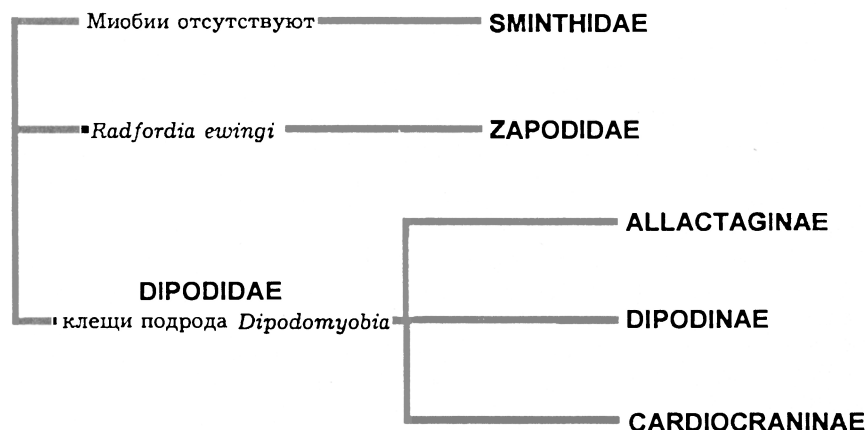 Миобии отсутствуют SMINTHIDAE
Radfordia ewingi ZAPODIDAE
ALLACTAGINAE
DIPODIDAE
клещи подрода Dipodomyobia DIPODINAE
CARDIOCRANINAE